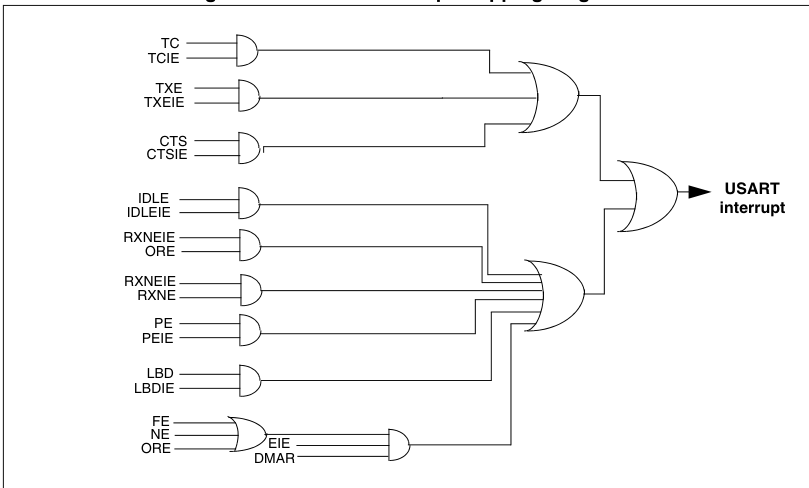 TC
TCIE
TXE
TXEIE
CTS
CTSIE
IDLE
IDLEIE
RXNEIE
ORE
RXNEIE
RXNE
PE
PEIE
LBD
LBDIE
FE
NE
ORE
EIE
DMAR
USART
interrupt